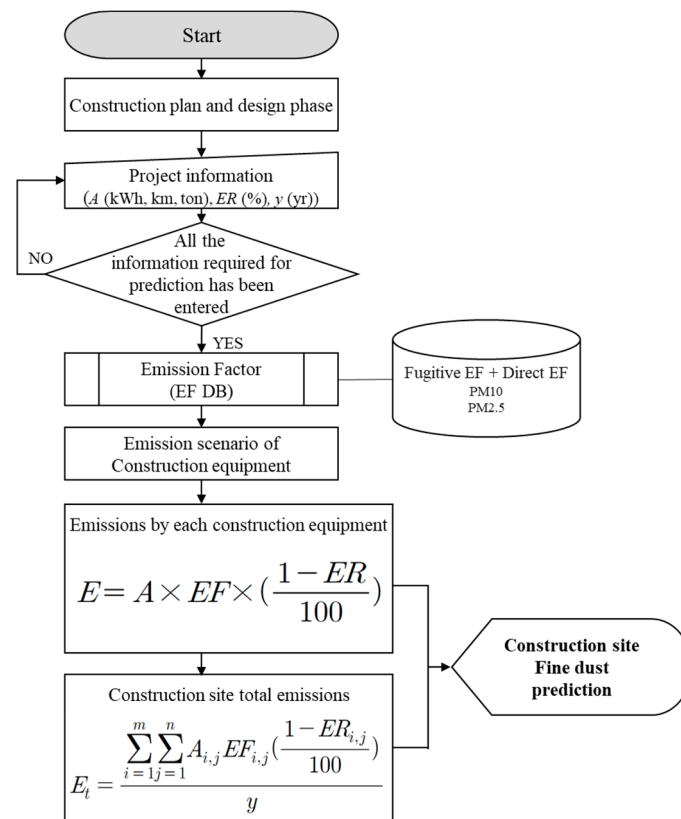 Start
Construction plan and design phase
Project information
(A (kWh, km, ton), ER (%), y (yr))
All the
information required for
prediction has been
entered
NO
YES
Emission Factor
(EF DB)
Fugitive EF + Direct EF
PM10
PM2.5
Emission scenario of
Construction equipment
Emissions by each construction equipment
E = A × EF × ( (1 − ER) / 100 )
Construction site
Fine dust
prediction
Construction site total emissions
E_t = ∑_{i=1}^{m} ∑_{j=1}^{n} A_{i,j} EF_{i,j} ( (1 − ER_{i,j}) / 100 ) / y